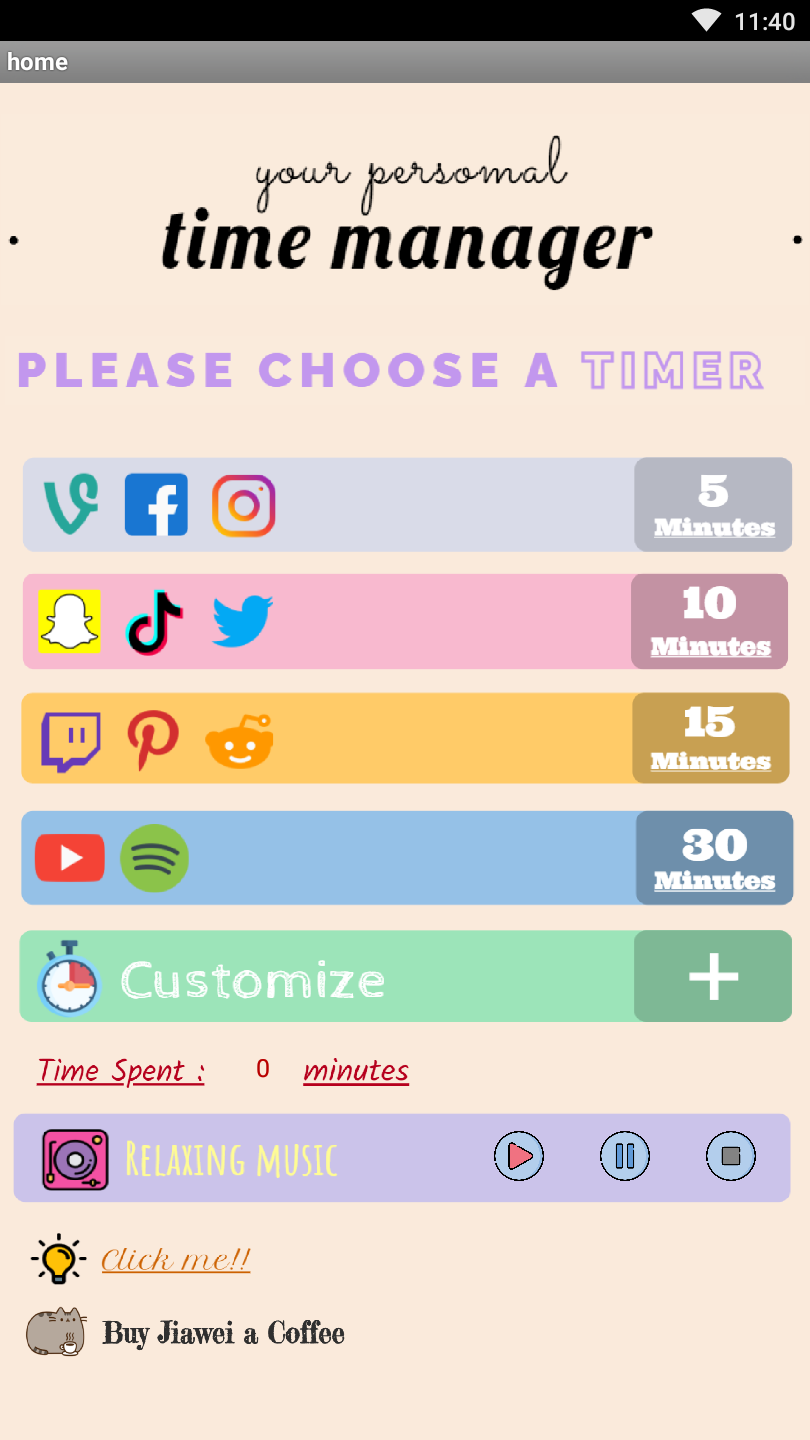 11:40
home
your persomal
time manager
PLEASE CHOOSE A TIMER
5
Minutes
10
Minutes
15
Minutes
30
Minutes
Customize
Time Spent : 0 minutes
Relaxing music
Click me!!
Buy Jiawei a Coffee